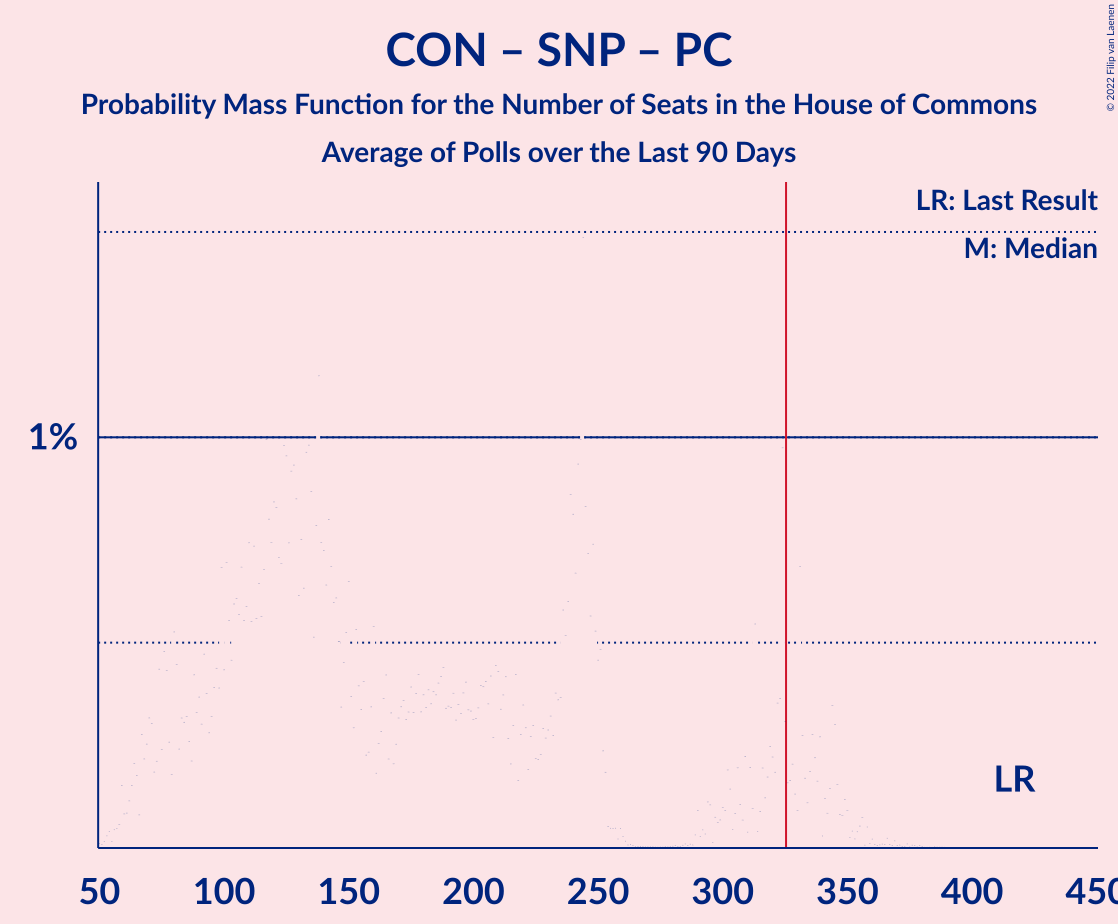 CON – SNP – PC
Probability Mass Function for the Number of Seats in the House of Commons
Average of Polls over the Last 90 Days
© 2022 Filip van Laenen
LR: Last Result
M: Median
1%
LR
50 100 150 200 250 300 350 400 450